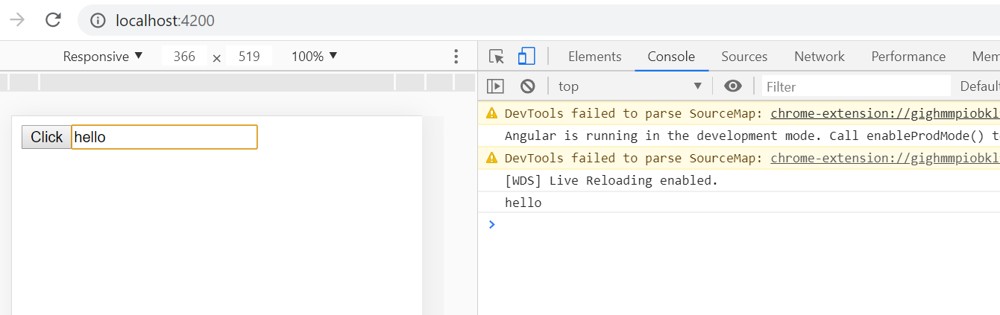 localhost:4200
Responsive ▼ 366 × 519 100% ▼
Elements Console Sources Network Performance Mem
top ▼ Filter Defaul
Click hello
DevTools failed to parse SourceMap: chrome-extension://gighmmpiobkl
Angular is running in the development mode. Call enableProdMode() t
DevTools failed to parse SourceMap: chrome-extension://gighmmpiobkl
[WDS] Live Reloading enabled.
hello